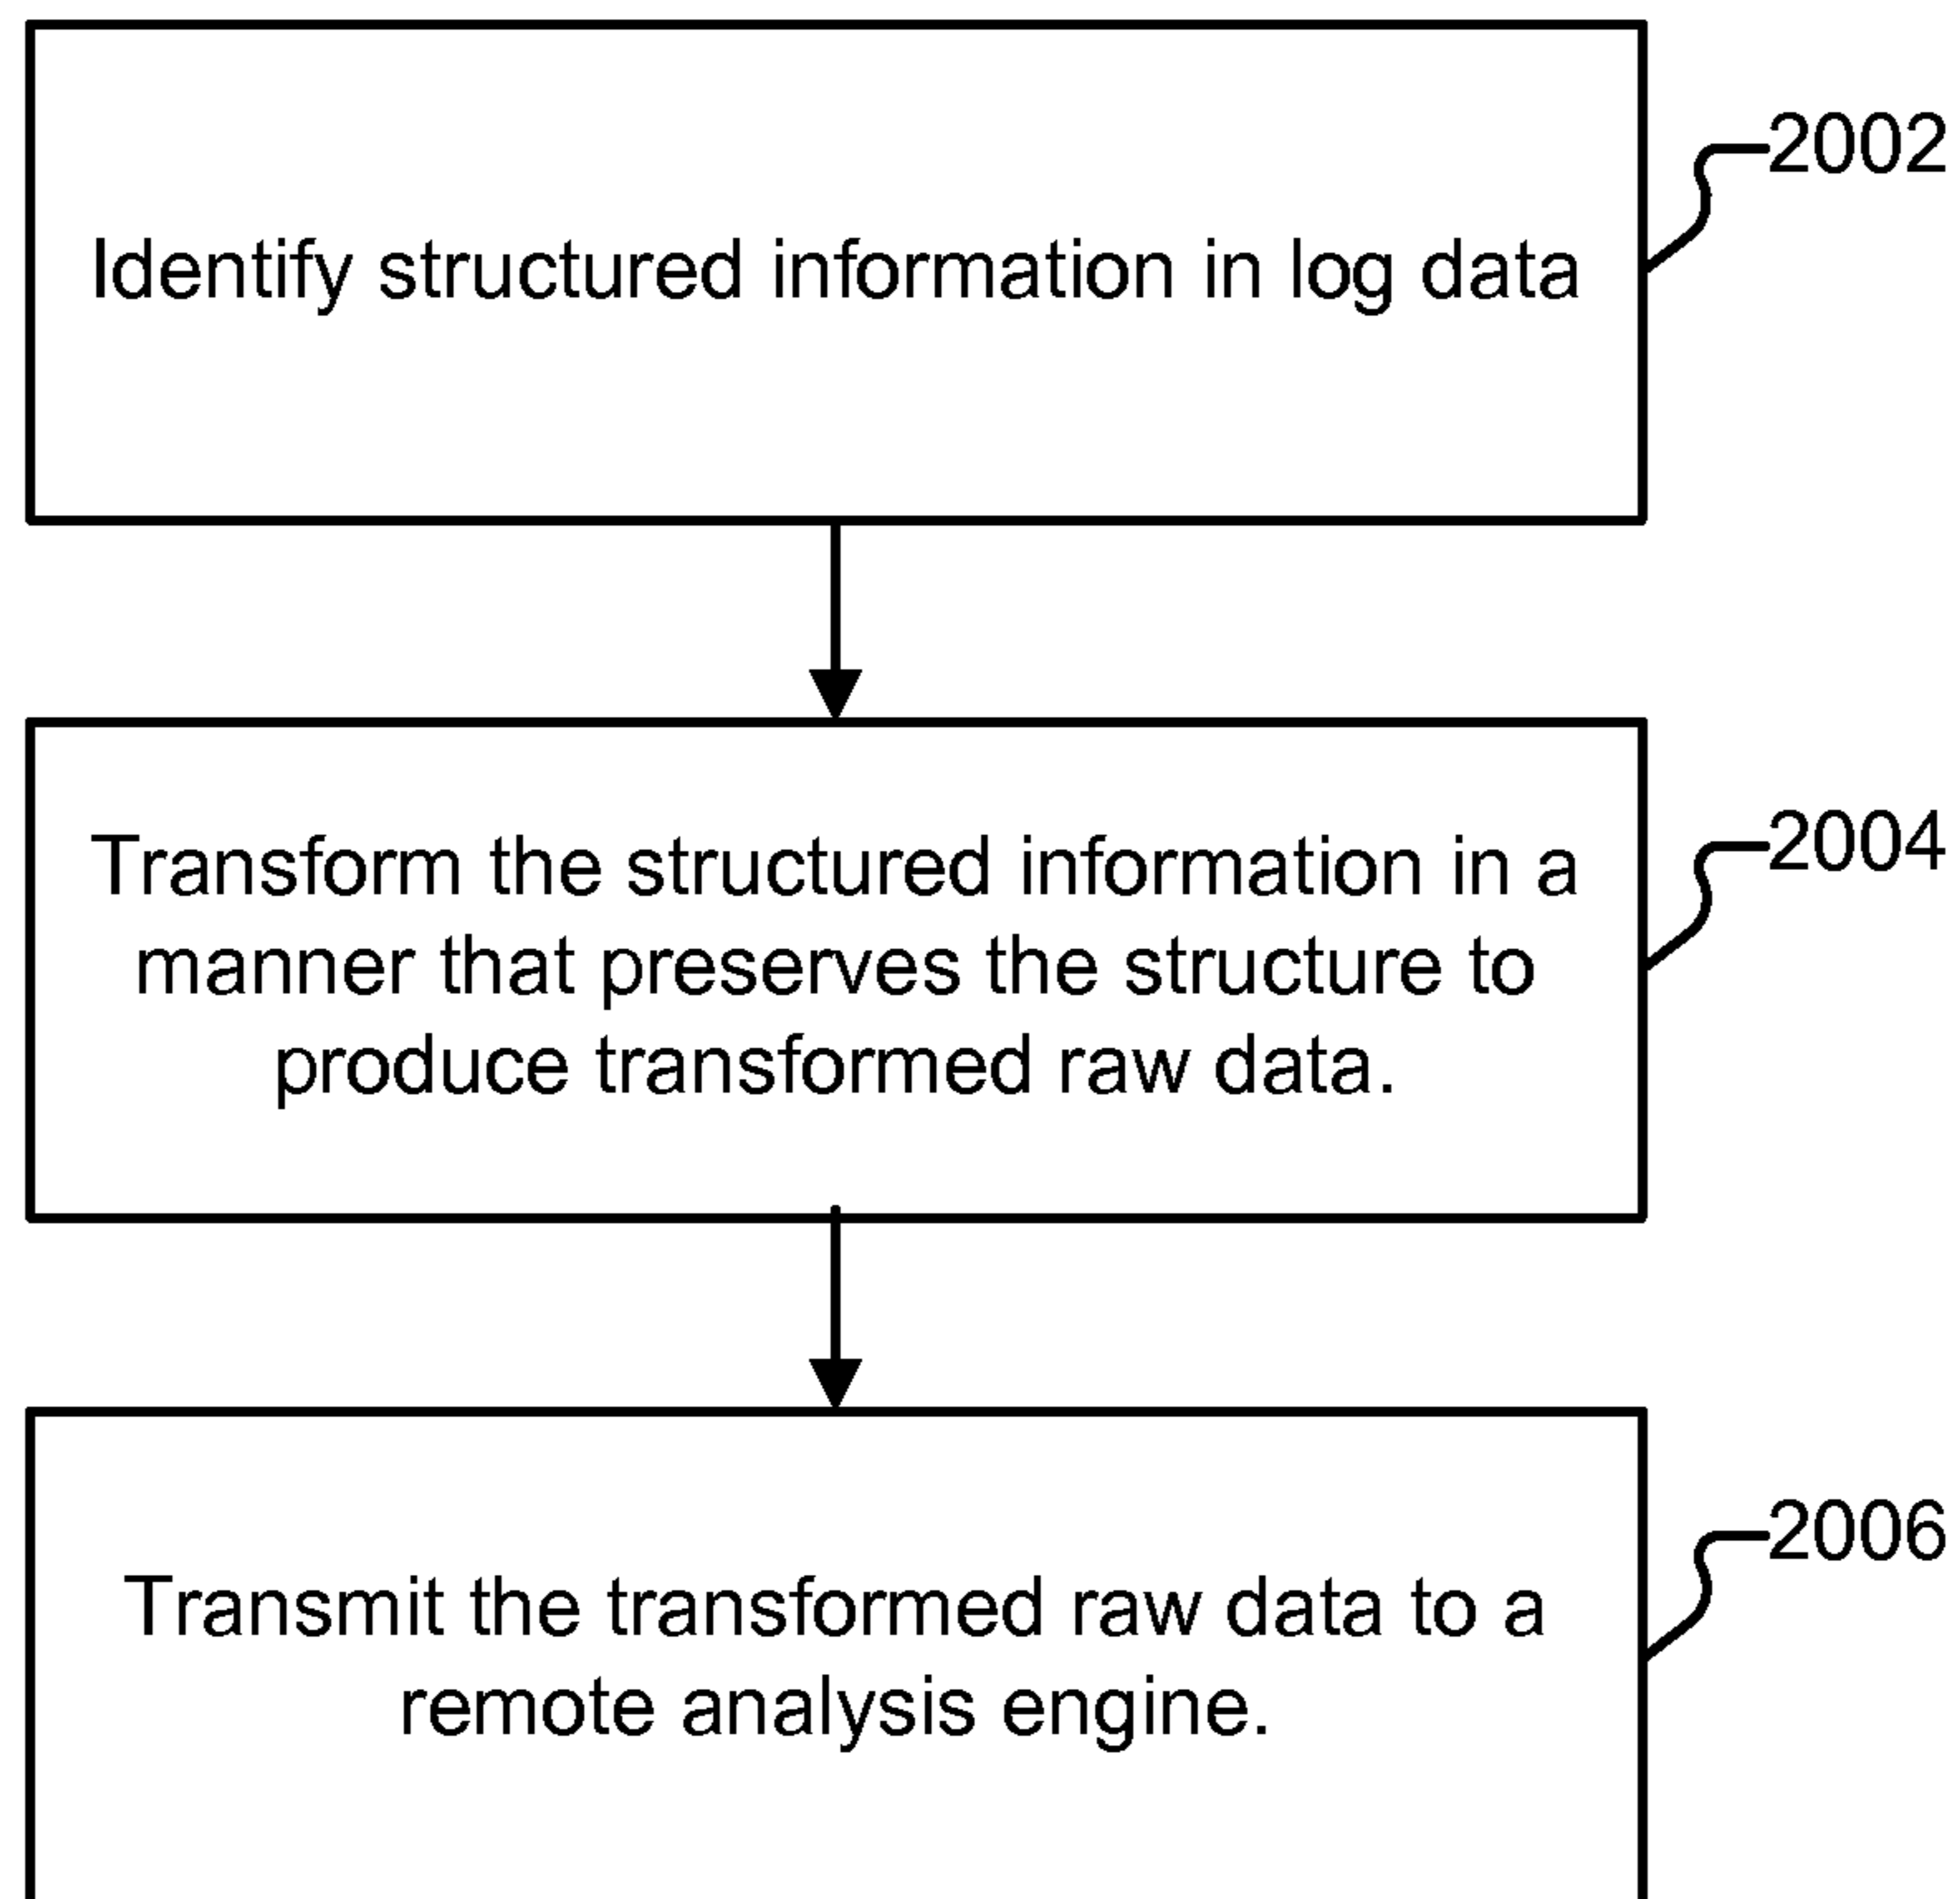 2002
Identify structured information in log data
2004
Transform the structured information in a
manner that preserves the structure to
produce transformed raw data.
2006
Transmit the transformed raw data to a
remote analysis engine.